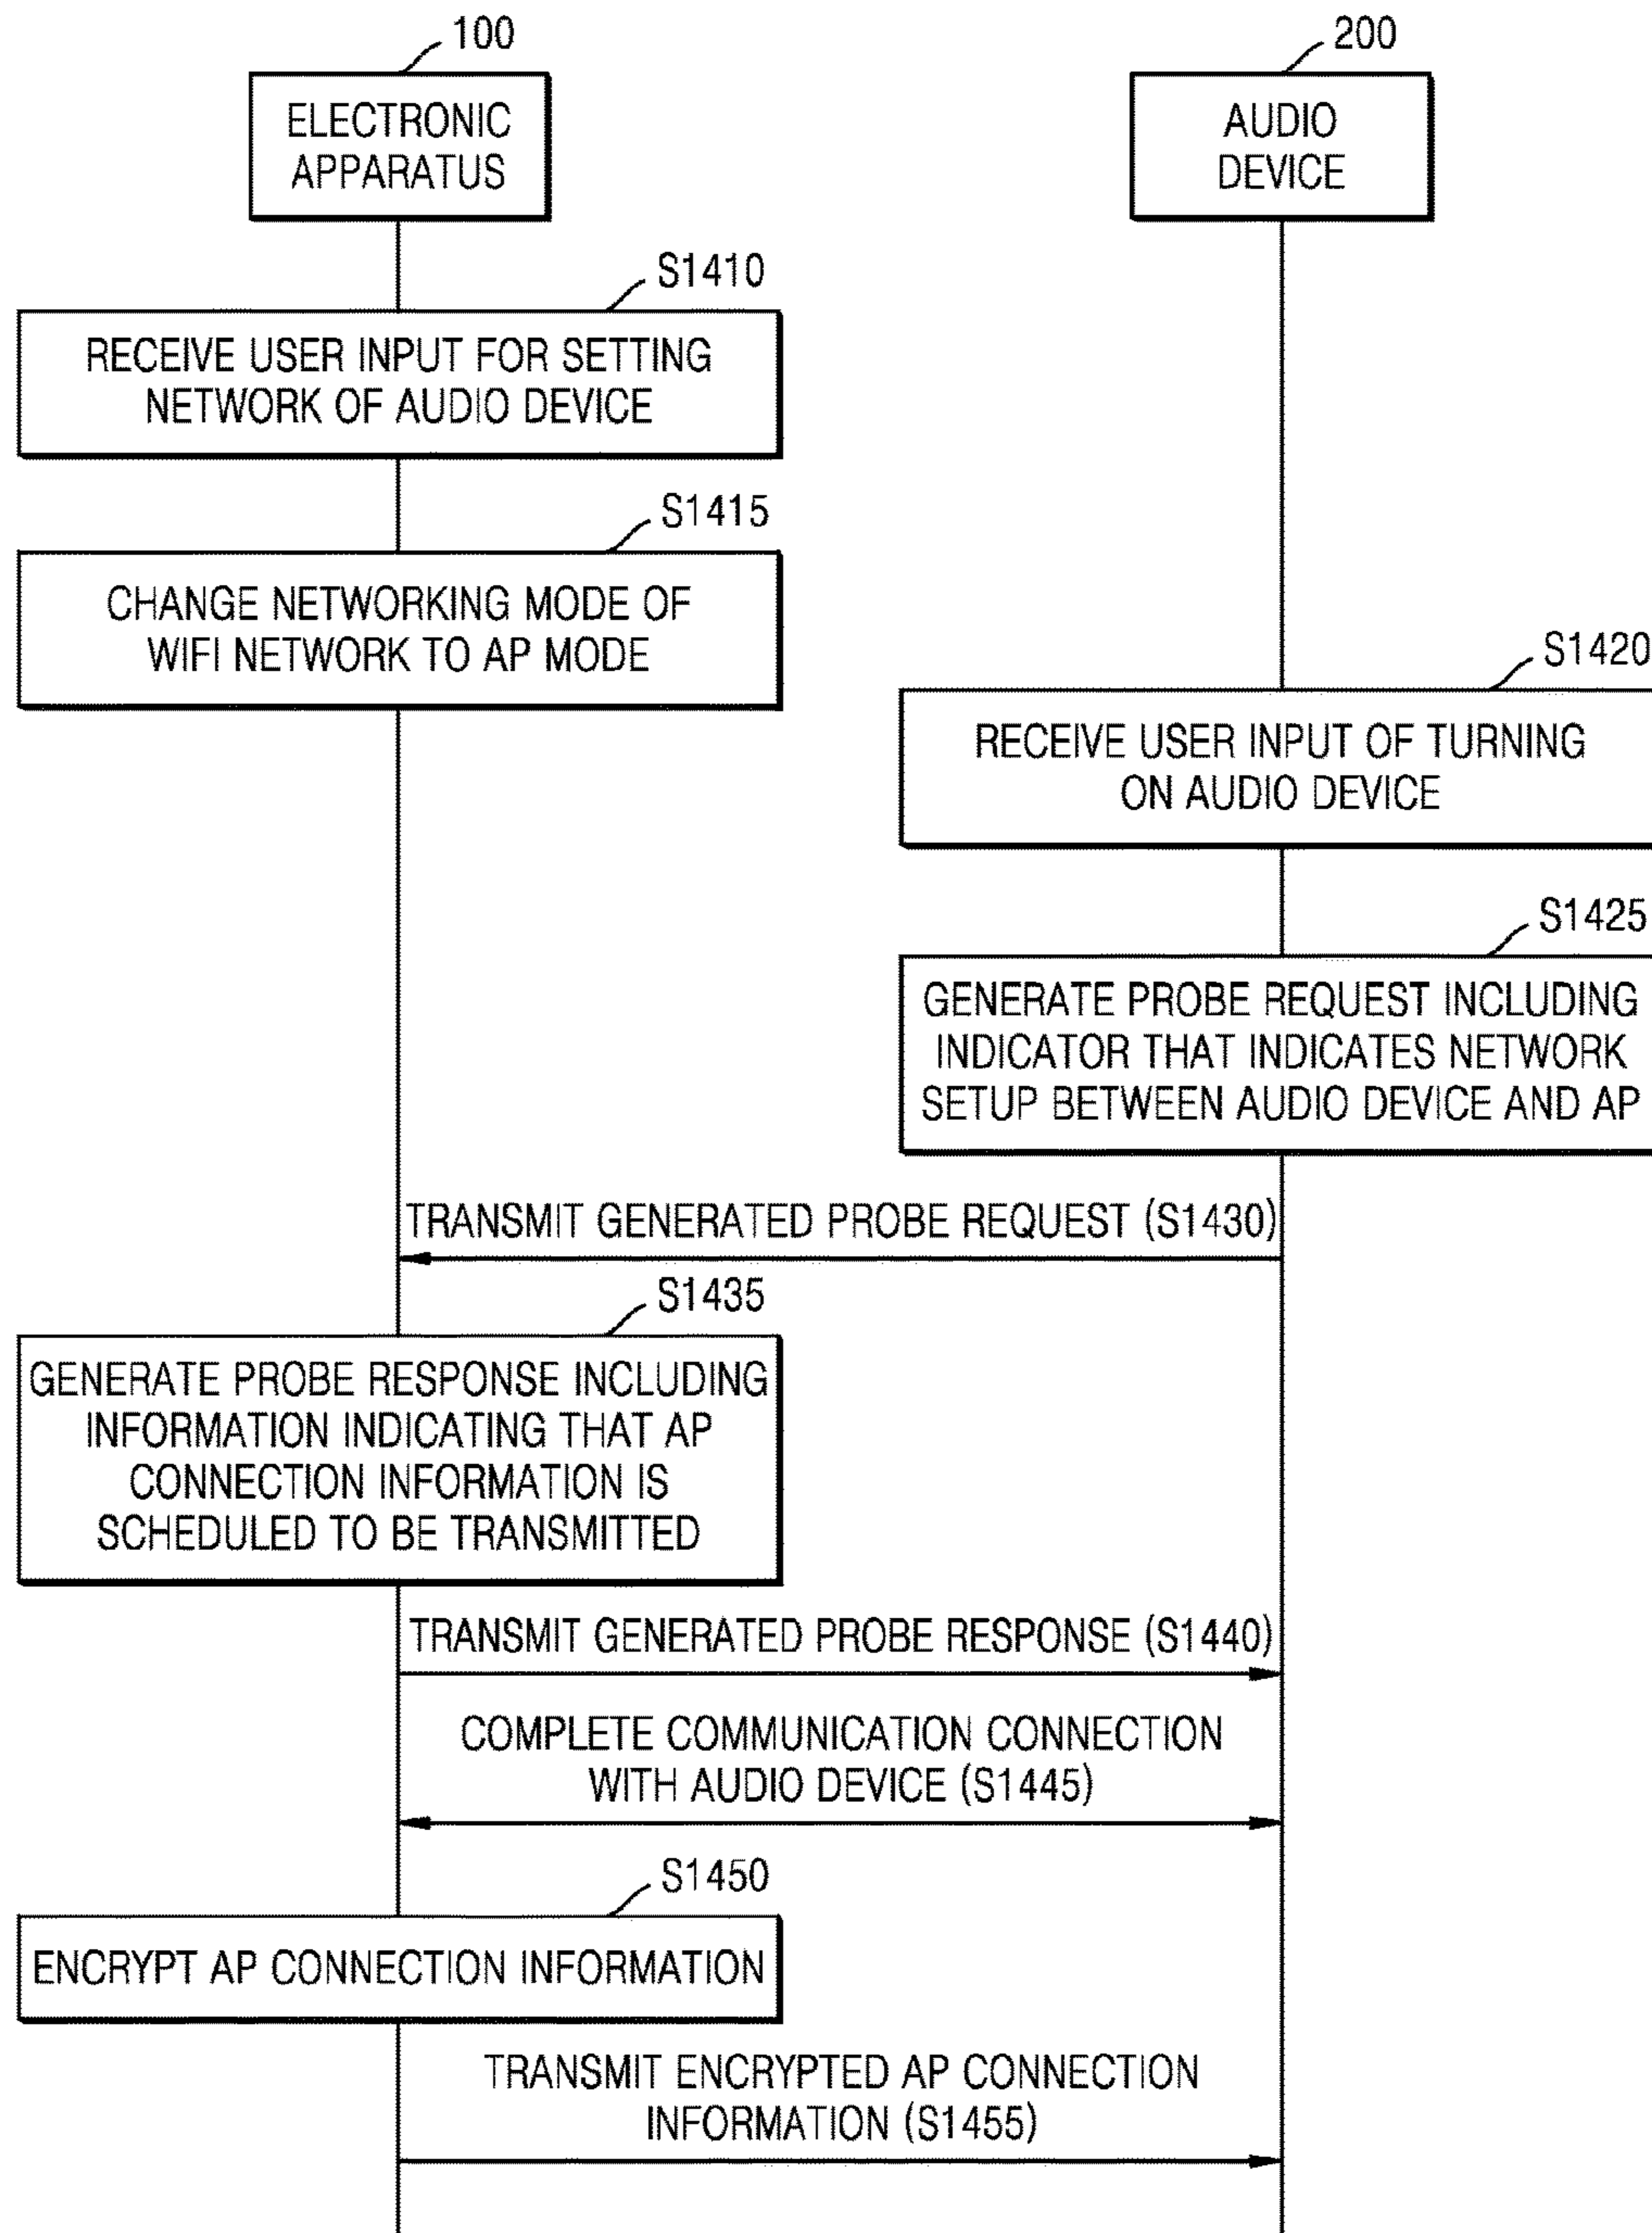 100
200
ELECTRONIC
APPARATUS
AUDIO
DEVICE
S1410
RECEIVE USER INPUT FOR SETTING
NETWORK OF AUDIO DEVICE
S1415
CHANGE NETWORKING MODE OF
WIFI NETWORK TO AP MODE
S1420
RECEIVE USER INPUT OF TURNING
ON AUDIO DEVICE
S1425
GENERATE PROBE REQUEST INCLUDING
INDICATOR THAT INDICATES NETWORK
SETUP BETWEEN AUDIO DEVICE AND AP
TRANSMIT GENERATED PROBE REQUEST (S1430)
S1435
GENERATE PROBE RESPONSE INCLUDING
INFORMATION INDICATING THAT AP
CONNECTION INFORMATION IS
SCHEDULED TO BE TRANSMITTED
TRANSMIT GENERATED PROBE RESPONSE (S1440)
COMPLETE COMMUNICATION CONNECTION
WITH AUDIO DEVICE (S1445)
S1450
ENCRYPT AP CONNECTION INFORMATION
TRANSMIT ENCRYPTED AP CONNECTION
INFORMATION (S1455)